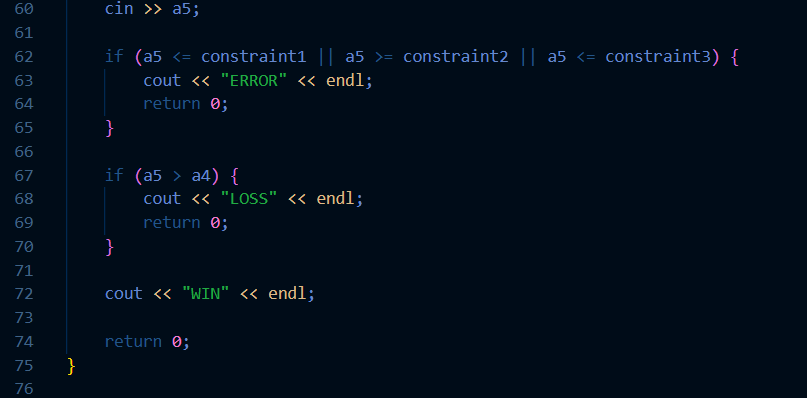 60 cin >> a5;
61
62 if (a5 <= constraint1 || a5 >= constraint2 || a5 <= constraint3) {
63 cout << "ERROR" << endl;
64 return 0;
65 }
66
67 if (a5 > a4) {
68 cout << "LOSS" << endl;
69 return 0;
70 }
71
72 cout << "WIN" << endl;
73
74 return 0;
75 }
76